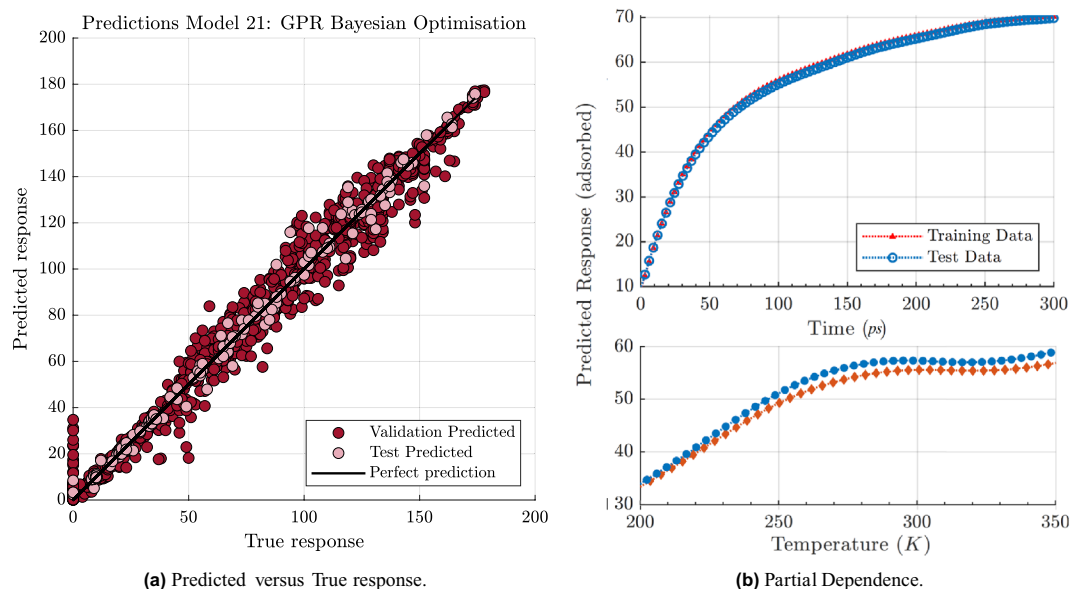 Predictions Model 21: GPR Bayesian Optimisation
200
180
160
140
120
100
80
60
40
20
0
0
50
100
150
200
Predicted response
True response
Validation Predicted
Test Predicted
Perfect prediction
(a) Predicted versus True response.
Predicted Response (adsorbed)
70
60
50
40
30
20
10
0
50
100
150
200
250
300
Time (ps)
Training Data
Test Data
60
50
40
30
200
250
300
350
Temperature (K)
(b) Partial Dependence.